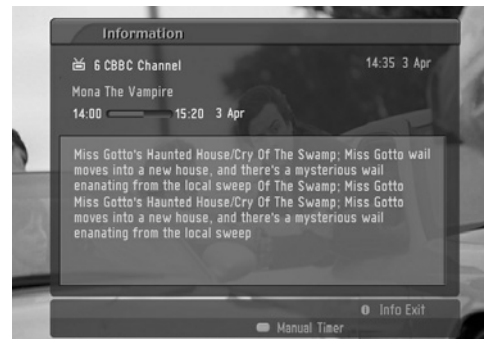 Information
6 CBBC Channel 14:35 3 Apr
Mona The Vampire
14:00 15:20 3 Apr
Miss Gotto's Haunted House/Cry Of The Swamp; Miss Gotto wail
moves into a new house, and there's a mysterious wail
enanating from the local sweep Of The Swamp; Miss Gotto
Miss Gotto's Haunted House/Cry Of The Swamp; Miss Gotto
moves into a new house, and there's a mysterious wail
enanating from the local sweep
i Info Exit
Manual Timer